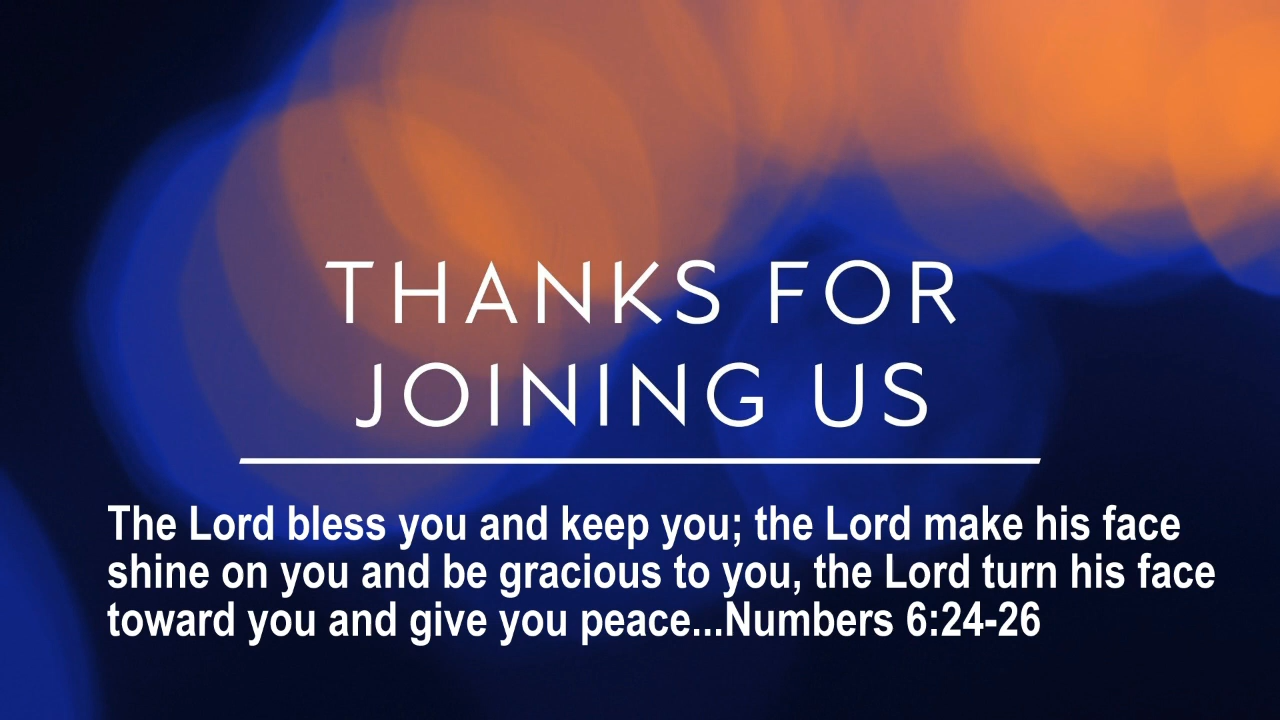 THANKS FOR
JOINING US
The Lord bless you and keep you; the Lord make his face
shine on you and be gracious to you, the Lord turn his face
toward you and give you peace...Numbers 6:24-26